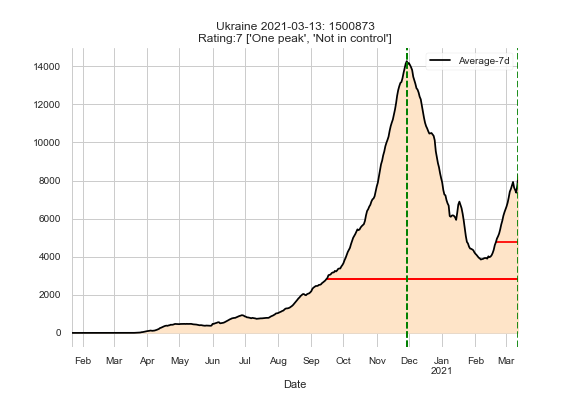 Ukraine 2021-03-13: 1500873
Rating:7 ['One peak', 'Not in control']
Average-7d
14000
12000
10000
8000
6000
4000
2000
0
Feb Mar Apr May Jun Jul Aug Sep Oct Nov Dec Jan Feb Mar
2021
Date